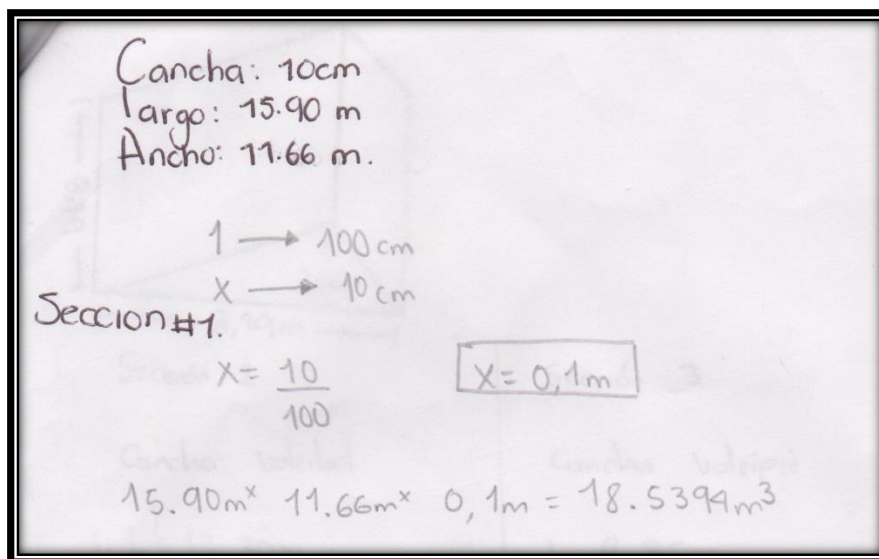 Cancha: 10cm
largo: 15.90 m
Ancho: 11.66 m.
1 → 100 cm
x → 10 cm
Seccion #1.
x = 10/100 x = 0,1m
15.90m x 11.66m x 0,1m = 18.5394m³